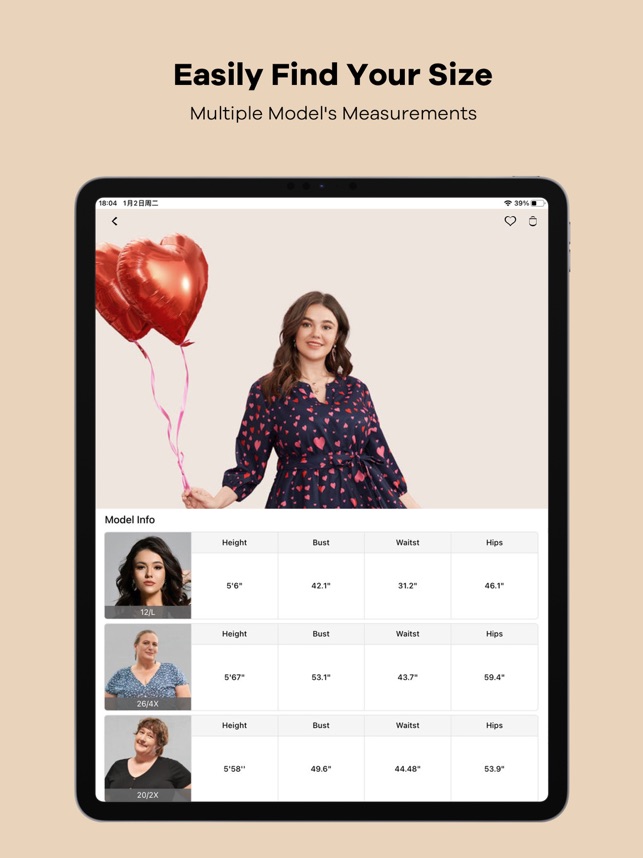 Easily Find Your Size
Multiple Model's Measurements
18:04 1月2日周二 39%
Model Info
Height Bust Waitst Hips
5'6" 42.1" 31.2" 46.1"
12/L
Height Bust Waitst Hips
5'67" 53.1" 43.7" 59.4"
26/4X
Height Bust Waitst Hips
5'58'' 49.6" 44.48" 53.9"
20/2X